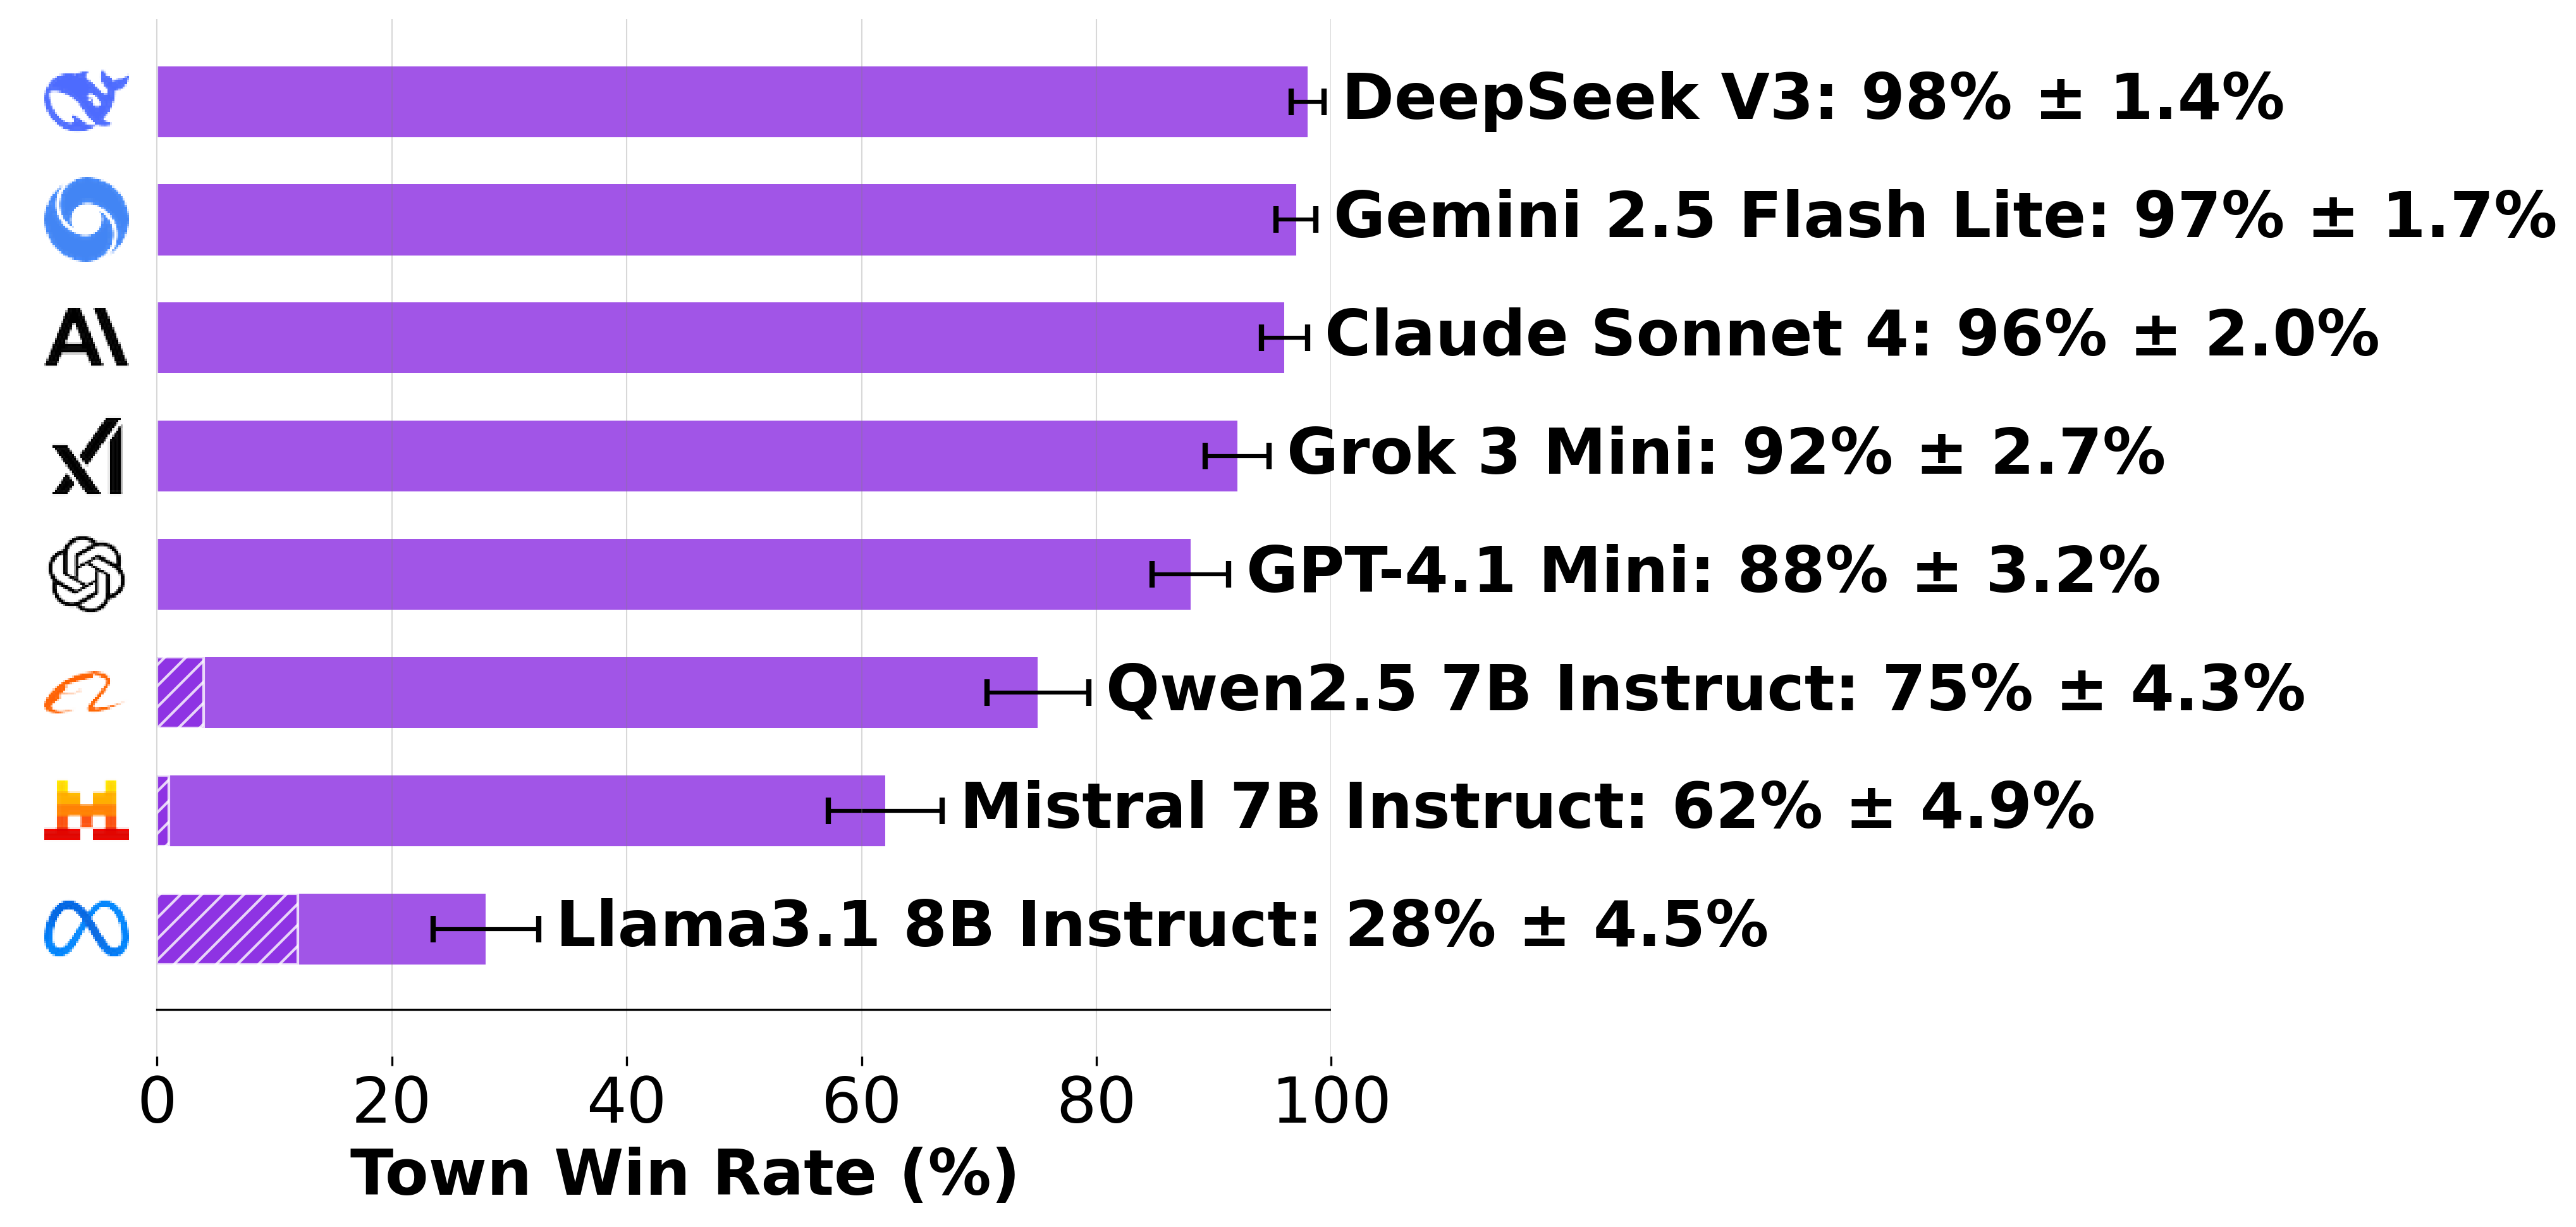 DeepSeek V3: 98% ± 1.4%
Gemini 2.5 Flash Lite: 97% ± 1.7%
Claude Sonnet 4: 96% ± 2.0%
Grok 3 Mini: 92% ± 2.7%
GPT-4.1 Mini: 88% ± 3.2%
Qwen2.5 7B Instruct: 75% ± 4.3%
Mistral 7B Instruct: 62% ± 4.9%
Llama3.1 8B Instruct: 28% ± 4.5%
0 20 40 60 80 100
Town Win Rate (%)